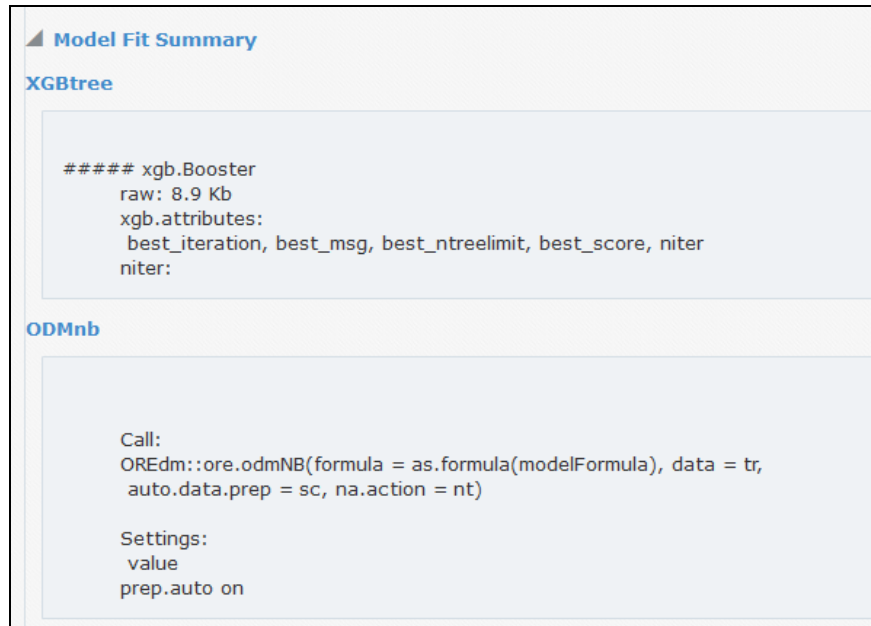 Model Fit Summary
XGBtree
##### xgb.Booster
raw: 8.9 Kb
xgb.attributes:
best_iteration, best_msg, best_ntreelimit, best_score, niter
niter:
ODMnb
Call:
OREdm::ore.odmNB(formula = as.formula(modelFormula), data = tr,
auto.data.prep = sc, na.action = nt)
Settings:
value
prep.auto on